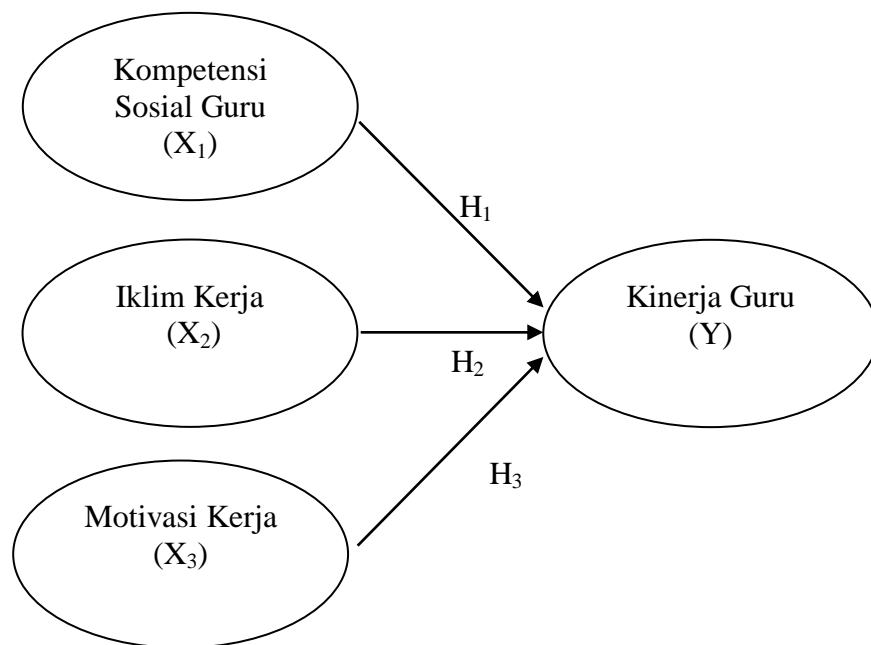 Kompetensi
Sosial Guru
(X₁)
H₁
Iklim Kerja
(X₂)
H₂
Kinerja Guru
(Y)
H₃
Motivasi Kerja
(X₃)